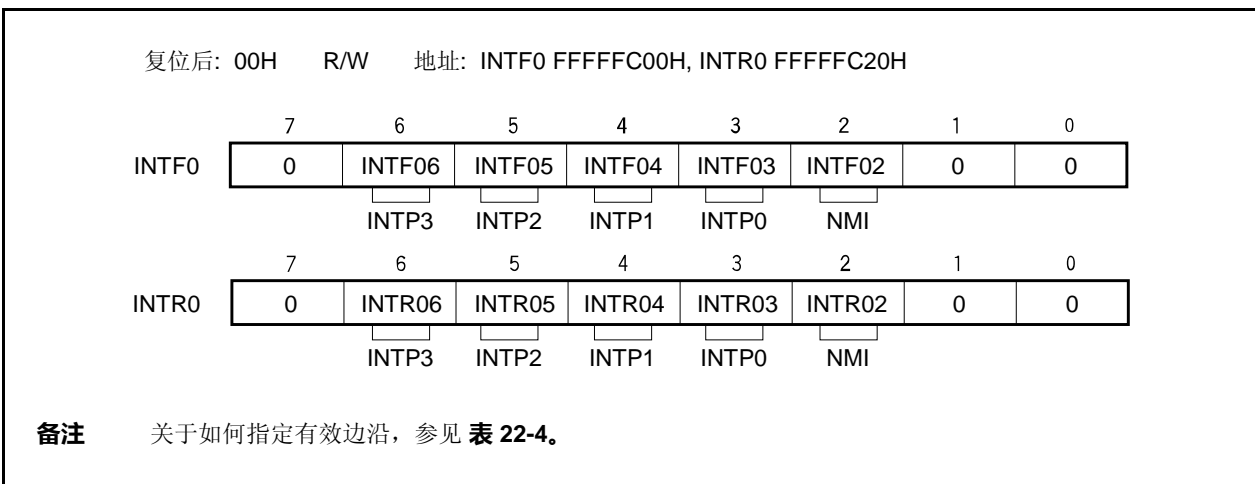 复位后: 00H R/W 地址: INTF0 FFFFFC00H, INTR0 FFFFFC20H
7 6 5 4 3 2 1 0
INTF0 0 INTF06 INTF05 INTF04 INTF03 INTF02 0 0
INTP3 INTP2 INTP1 INTP0 NMI
7 6 5 4 3 2 1 0
INTR0 0 INTR06 INTR05 INTR04 INTR03 INTR02 0 0
INTP3 INTP2 INTP1 INTP0 NMI
备注 关于如何指定有效边沿，参见 表 22-4。